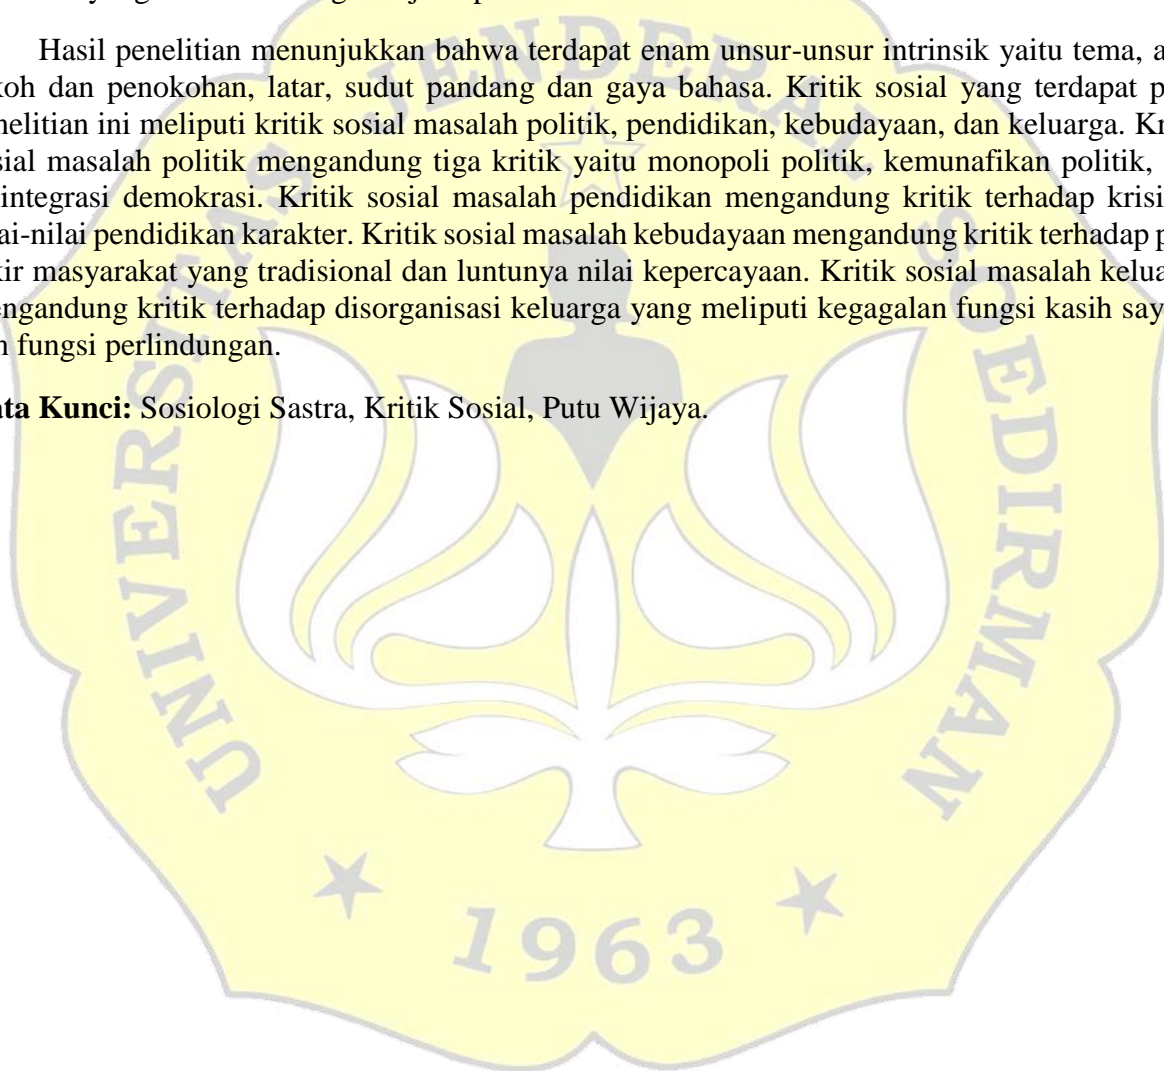 Hasil penelitian menunjukkan bahwa terdapat enam unsur-unsur intrinsik yaitu tema, a
koh dan penokohan, latar, sudut pandang dan gaya bahasa. Kritik sosial yang terdapat p
nelitian ini meliputi kritik sosial masalah politik, pendidikan, kebudayaan, dan keluarga. Kr
sial masalah politik mengandung tiga kritik yaitu monopoli politik, kemunafikan politik,
integrasi demokrasi. Kritik sosial masalah pendidikan mengandung kritik terhadap krisi
ai-nilai pendidikan karakter. Kritik sosial masalah kebudayaan mengandung kritik terhadap p
kir masyarakat yang tradisional dan luntunya nilai kepercayaan. Kritik sosial masalah kelua
engandung kritik terhadap disorganisasi keluarga yang meliputi kegagalan fungsi kasih say
n fungsi perlindungan.
ata Kunci: Sosiologi Sastra, Kritik Sosial, Putu Wijaya.
UNIVERSITAS JENDERAL SOEDIRMAN
1963